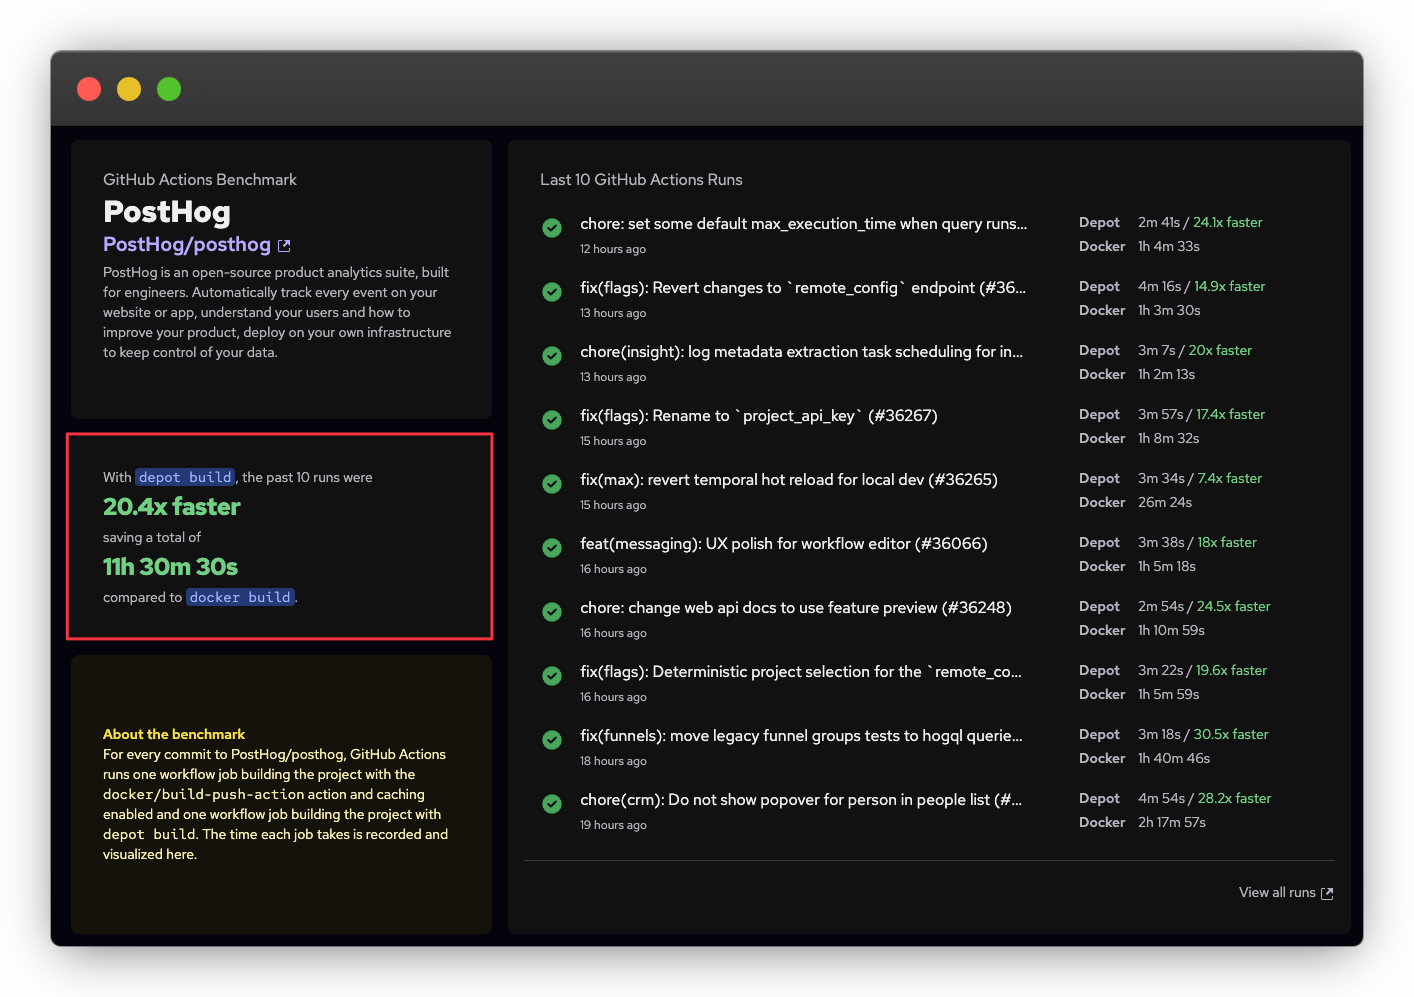 GitHub Actions Benchmark
PostHog
PostHog/posthog
PostHog is an open-source product analytics suite, built
for engineers. Automatically track every event on your
website or app, understand your users and how to
improve your product, deploy on your own infrastructure
to keep control of your data.
With depot build, the past 10 runs were
20.4x faster
saving a total of
11h 30m 30s
compared to docker build.
About the benchmark
For every commit to PostHog/posthog, GitHub Actions
runs one workflow job building the project with the
docker/build-push-action action and caching
enabled and one workflow job building the project with
depot build. The time each job takes is recorded and
visualized here.
Last 10 GitHub Actions Runs
chore: set some default max_execution_time when query runs...
12 hours ago
Depot 2m 41s / 24.1x faster
Docker 1h 4m 33s
fix(flags): Revert changes to `remote_config` endpoint (#36...
13 hours ago
Depot 4m 16s / 14.9x faster
Docker 1h 3m 30s
chore(insight): log metadata extraction task scheduling for in...
13 hours ago
Depot 3m 7s / 20x faster
Docker 1h 2m 13s
fix(flags): Rename to `project_api_key` (#36267)
15 hours ago
Depot 3m 57s / 17.4x faster
Docker 1h 8m 32s
fix(max): revert temporal hot reload for local dev (#36265)
15 hours ago
Depot 3m 34s / 7.4x faster
Docker 26m 24s
feat(messaging): UX polish for workflow editor (#36066)
16 hours ago
Depot 3m 38s / 18x faster
Docker 1h 5m 18s
chore: change web api docs to use feature preview (#36248)
16 hours ago
Depot 2m 54s / 24.5x faster
Docker 1h 10m 59s
fix(flags): Deterministic project selection for the `remote_co...
16 hours ago
Depot 3m 22s / 19.6x faster
Docker 1h 5m 59s
fix(funnels): move legacy funnel groups tests to hogql querie...
18 hours ago
Depot 3m 18s / 30.5x faster
Docker 1h 40m 46s
chore(crm): Do not show popover for person in people list (#...
19 hours ago
Depot 4m 54s / 28.2x faster
Docker 2h 17m 57s
View all runs